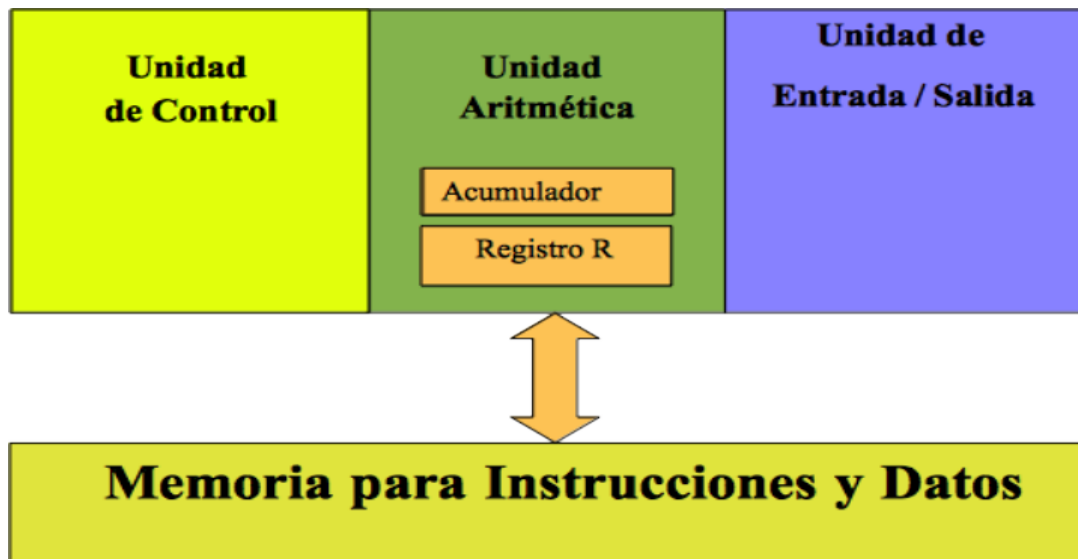 Unidad
de Control
Unidad
Aritmética
Acumulador
Registro R
Unidad de
Entrada / Salida
Memoria para Instrucciones y Datos